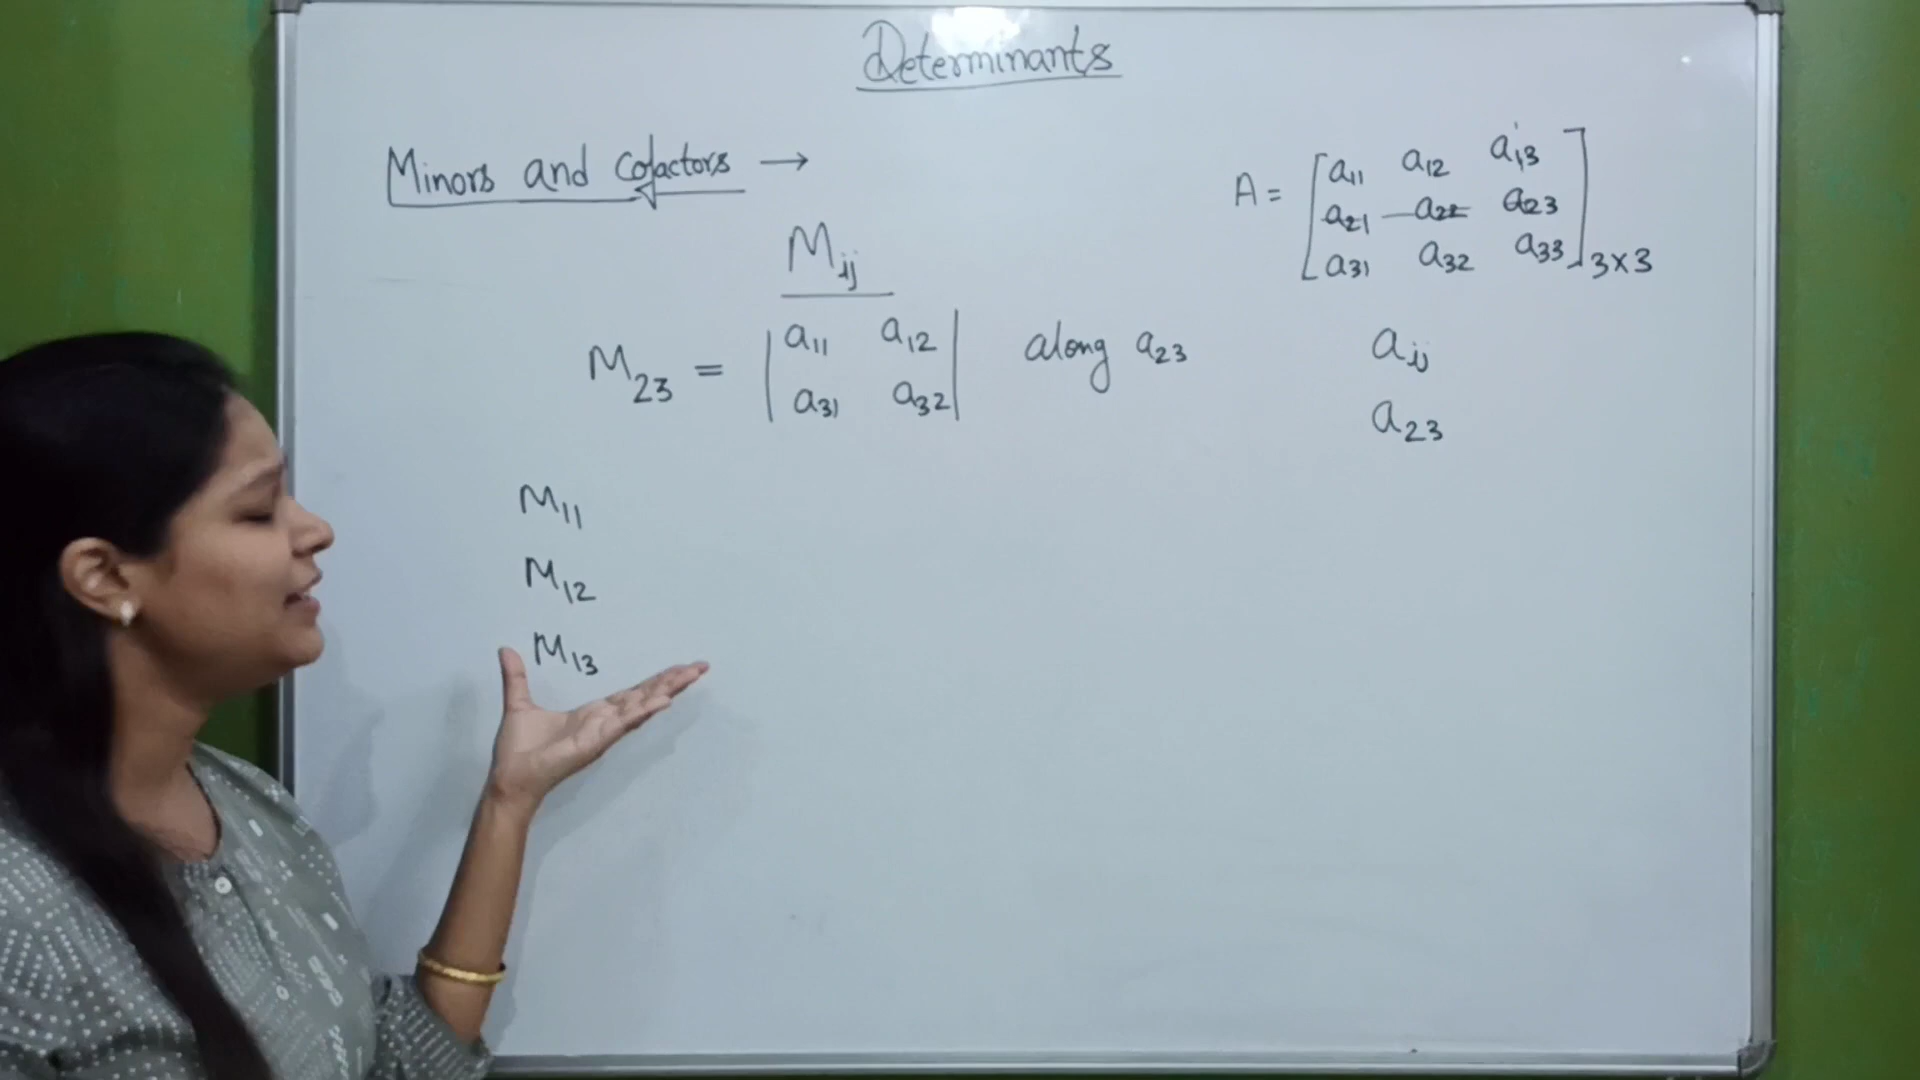 Determinants
Minors and Cofactors →
A = [a11 a12 a13
a21 a22 a23
a31 a32 a33]3×3
Mij
M23 = |a11 a12
a31 a32| along a23
aij
a23
M11
M12
M13